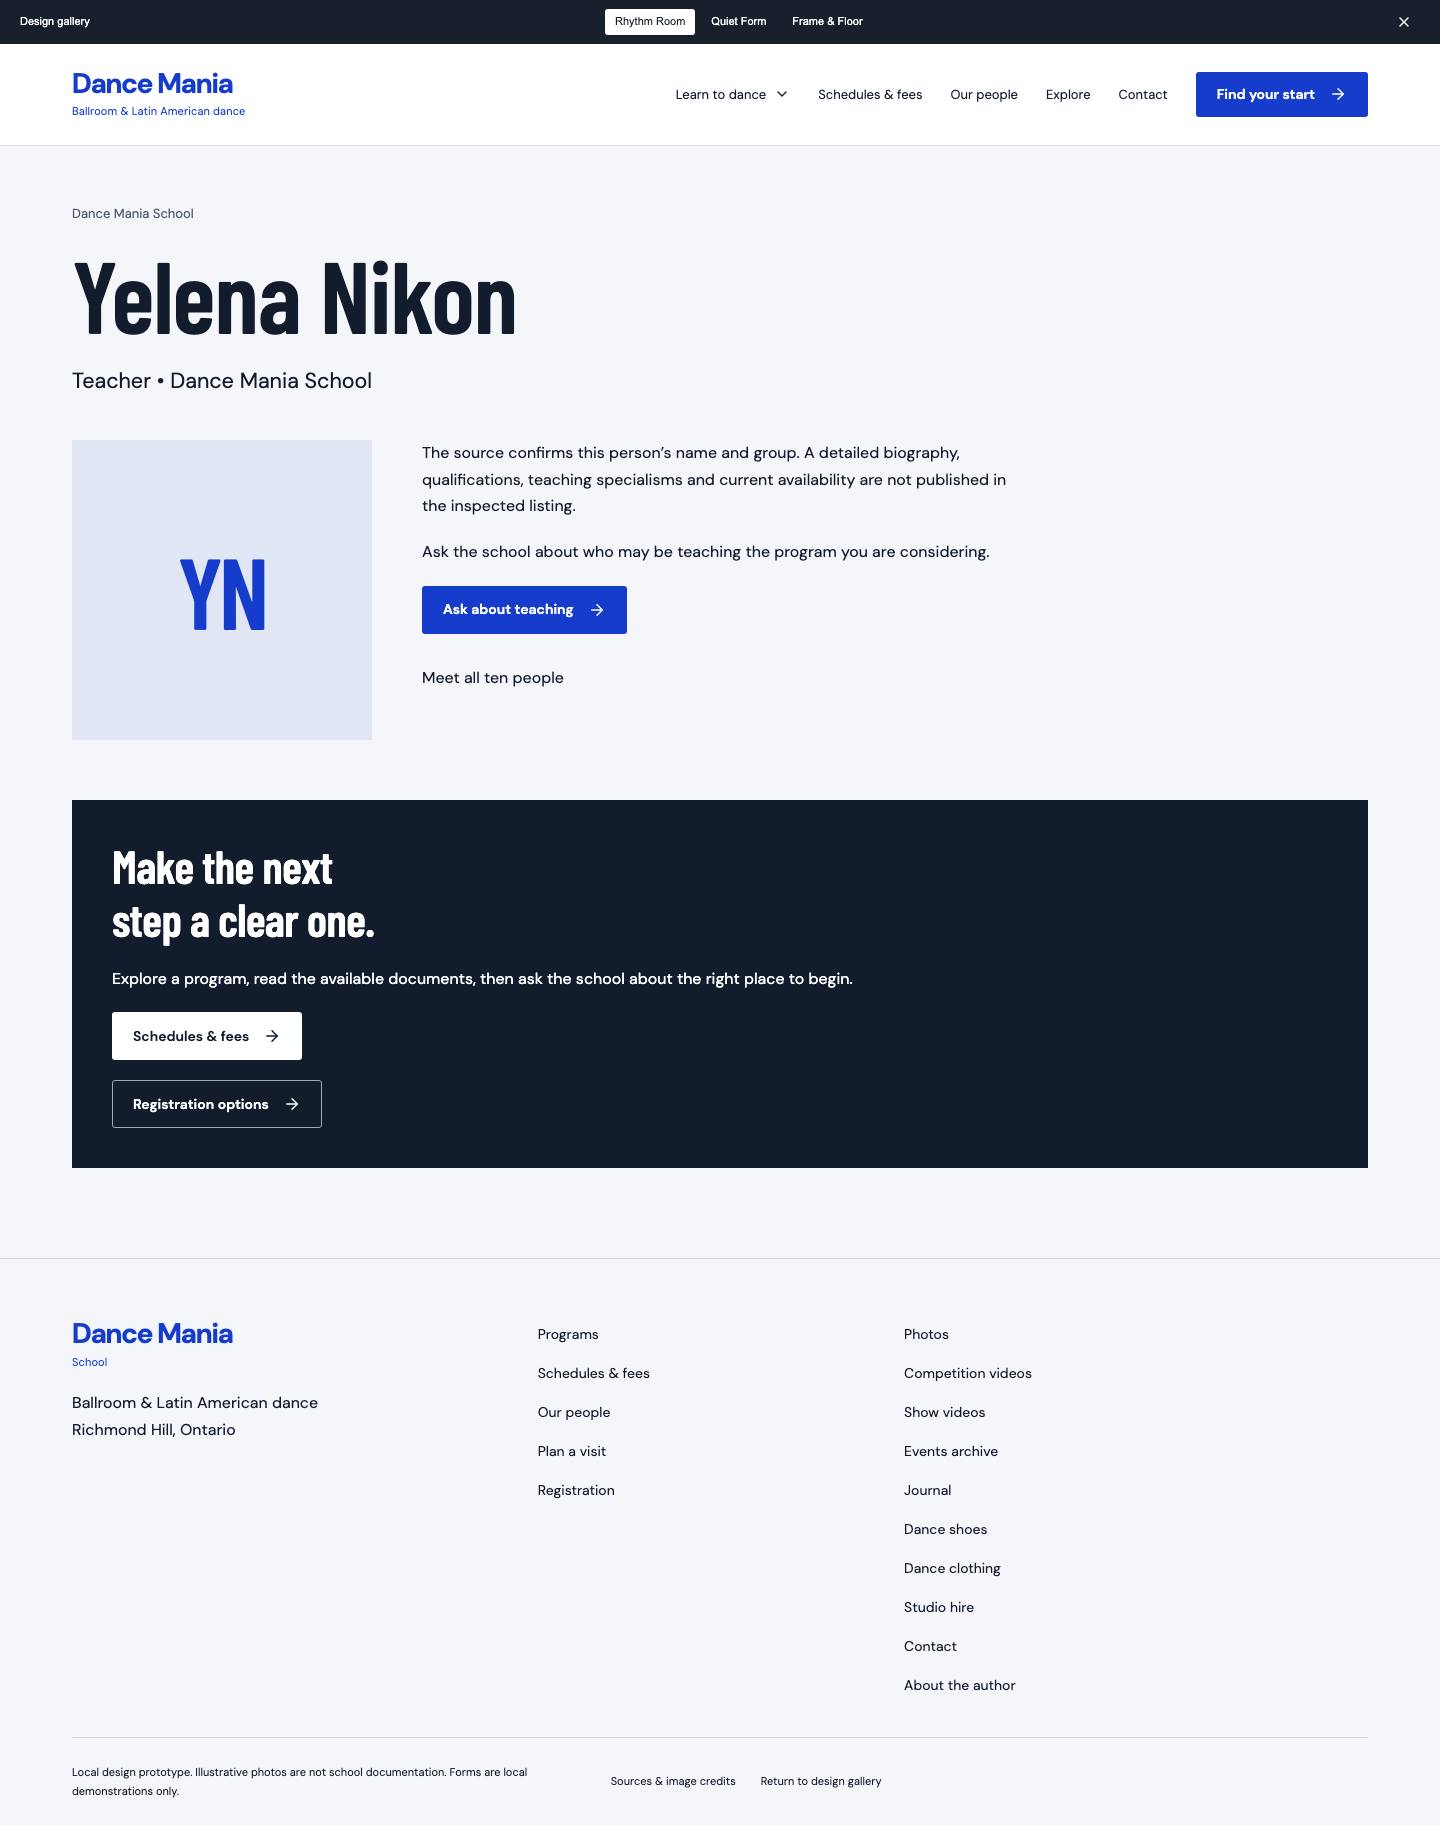 Design gallery
Rhythm Room
Quiet Form
Frame & Floor
Dance Mania
Ballroom & Latin American dance
Learn to dance
Schedules & fees
Our people
Explore
Contact
Find your start
Dance Mania School
Yelena Nikon
Teacher • Dance Mania School
YN
The source confirms this person’s name and group. A detailed biography,
qualifications, teaching specialisms and current availability are not published in
the inspected listing.
Ask the school about who may be teaching the program you are considering.
Ask about teaching
Meet all ten people
Make the next
step a clear one.
Explore a program, read the available documents, then ask the school about the right place to begin.
Schedules & fees
Registration options
Dance Mania
School
Ballroom & Latin American dance
Richmond Hill, Ontario
Programs
Schedules & fees
Our people
Plan a visit
Registration
Photos
Competition videos
Show videos
Events archive
Journal
Dance shoes
Dance clothing
Studio hire
Contact
About the author
Local design prototype. Illustrative photos are not school documentation. Forms are local
demonstrations only.
Sources & image credits
Return to design gallery